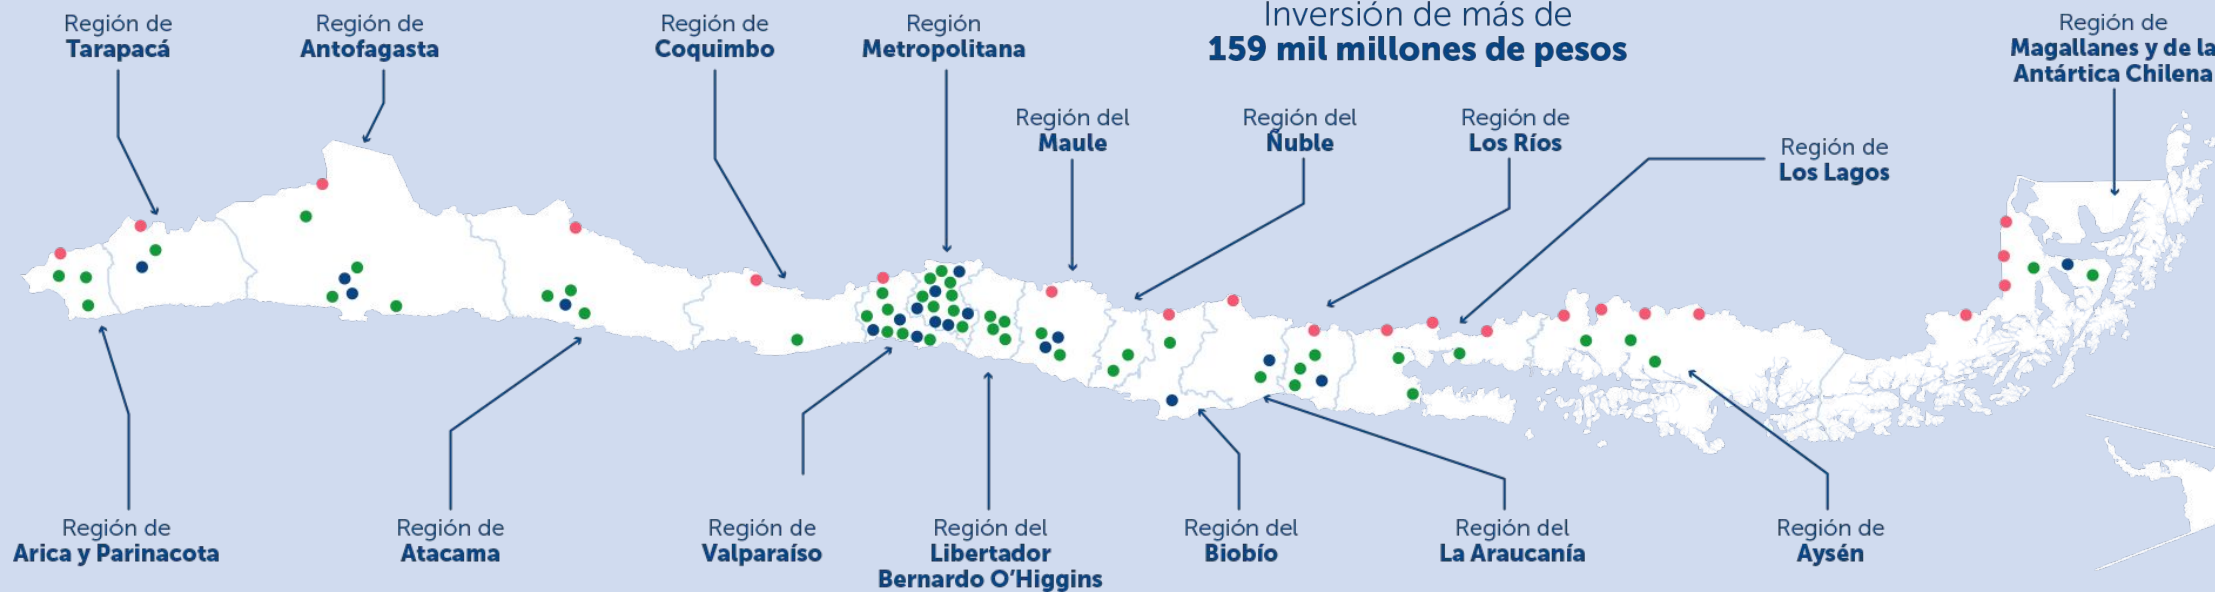 Región de
Tarapacá
Región de
Antofagasta
Región de
Coquimbo
Región
Metropolitana
Inversión de más de
159 mil millones de pesos
Región de
Magallanes y de la
Antártica Chilena
Región del
Maule
Región del
Ñuble
Región de
Los Ríos
Región de
Los Lagos
Región de
Arica y Parinacota
Región de
Atacama
Región de
Valparaíso
Región del
Libertador
Bernardo O’Higgins
Región del
Biobío
Región del
La Araucanía
Región de
Aysén